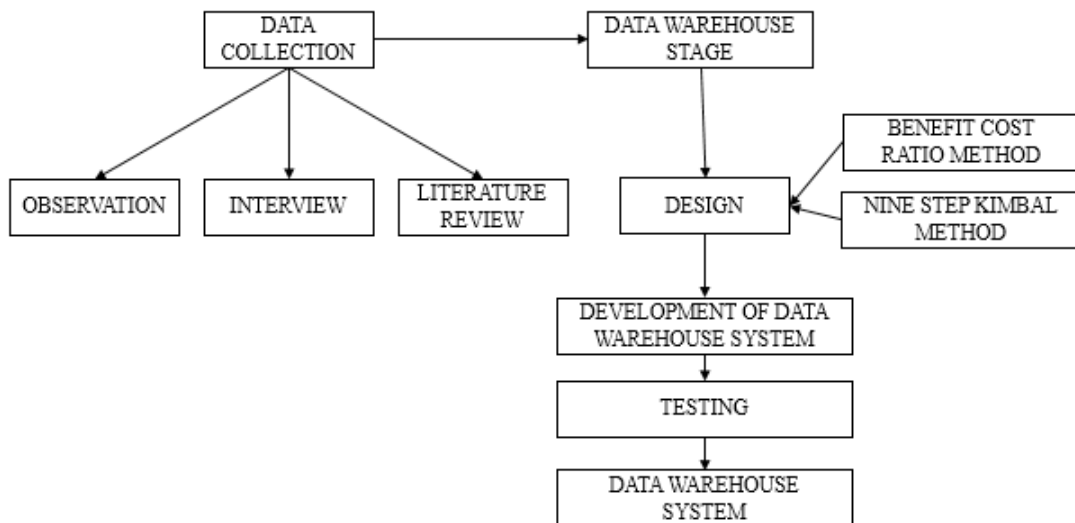 DATA
COLLECTION
DATA WAREHOUSE
STAGE
BENEFIT COST
RATIO METHOD
OBSERVATION
INTERVIEW
LITERATURE
REVIEW
DESIGN
NINE STEP KIMBAL
METHOD
DEVELOPMENT OF DATA
WAREHOUSE SYSTEM
TESTING
DATA WAREHOUSE
SYSTEM